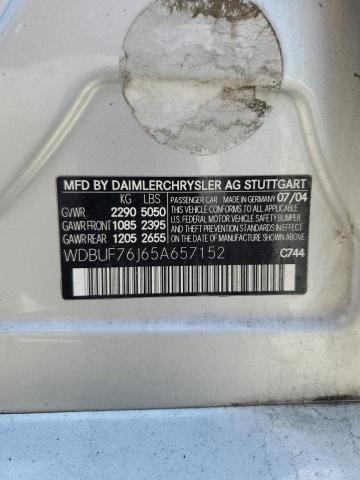 MFD BY DAIMLERCHRYSLER AG STUTTGART
KG LBS
GVWR 2290 5050
GAWR FRONT 1085 2395
GAWR REAR 1205 2655
PASSENGER CAR MADE IN GERMANY 07/04
THIS VEHICLE CONFORMS TO ALL APPLICABLE
U.S. FEDERAL MOTOR VEHICLE SAFETY BUMPER
AND THEFT PREVENTION STANDARDS IN EFFECT
ON THE DATE OF MANUFACTURE SHOWN ABOVE
WDBUF76J65A657152
C744